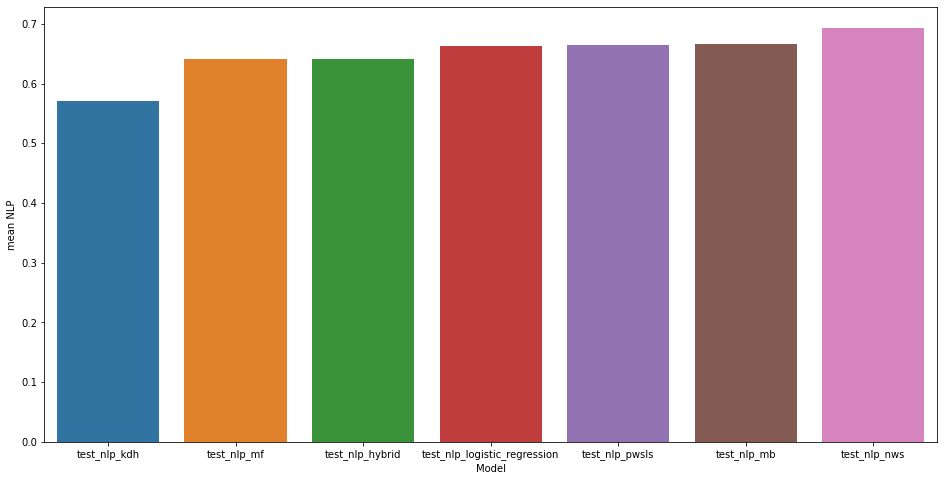 mean NLP
0.7
0.6
0.5
0.4
0.3
0.2
0.1
0.0
test_nlp_kdh test_nlp_mf test_nlp_hybrid test_nlp_logistic_regression test_nlp_pwsls test_nlp_mb test_nlp_nws
Model